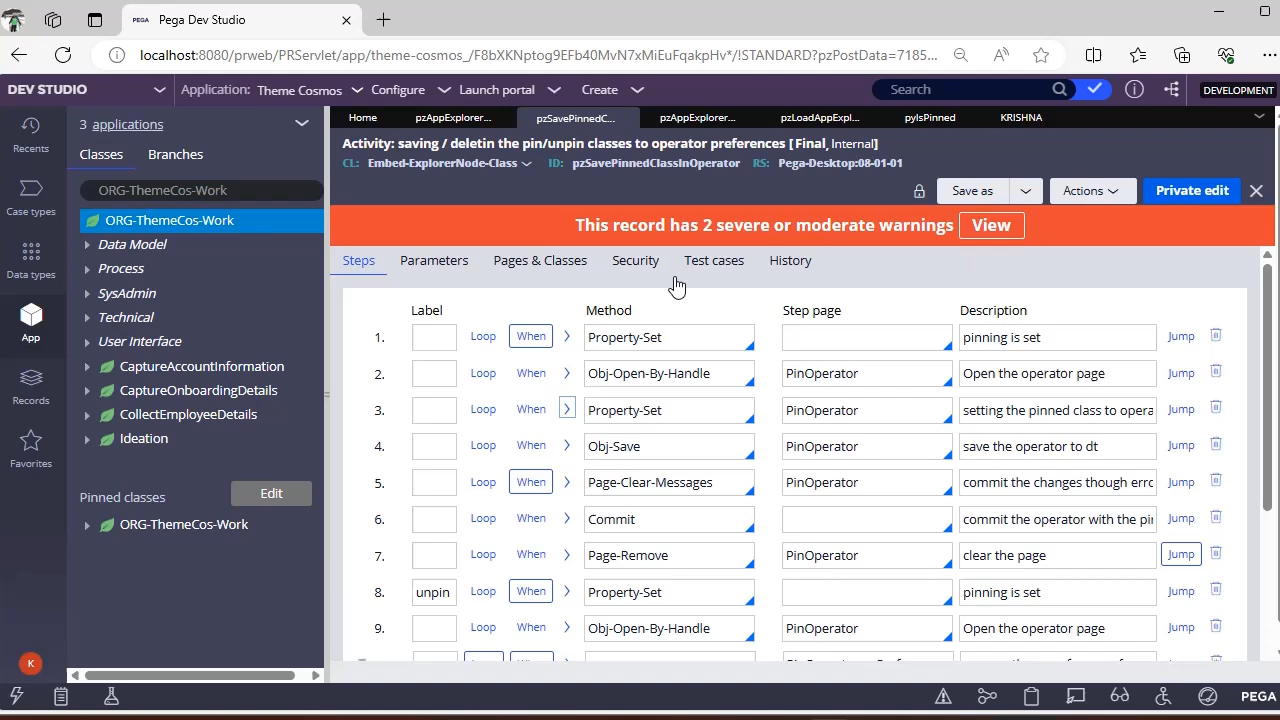 PEGA Pega Dev Studio
localhost:8080/prweb/PRServlet/app/theme-cosmos_/F8bXKNptog9EFb40MvN7xMiEuFqakpHv*/!STANDARD?pzPostData=7185...
DEV STUDIO Application: Theme Cosmos Configure Launch portal Create Search DEVELOPMENT
Home pzAppExplorer... pzSavePinnedC... pzAppExplorer... pzLoadAppExpl... pyIsPinned KRISHNA
Recents
Case types
Data types
App
Records
Favorites
K
3 applications
Classes Branches
ORG-ThemeCos-Work
ORG-ThemeCos-Work
Data Model
Process
SysAdmin
Technical
User Interface
CaptureAccountInformation
CaptureOnboardingDetails
CollectEmployeeDetails
Ideation
Pinned classes Edit
ORG-ThemeCos-Work
Activity: saving / deletin the pin/unpin classes to operator preferences [Final, Internal]
CL: Embed-ExplorerNode-Class ID: pzSavePinnedClassInOperator RS: Pega-Desktop:08-01-01
Save as Actions Private edit
This record has 2 severe or moderate warnings View
Steps Parameters Pages & Classes Security Test cases History
Label Method Step page Description
1. Loop When Property-Set pinning is set Jump
2. Loop When Obj-Open-By-Handle PinOperator Open the operator page Jump
3. Loop When Property-Set PinOperator setting the pinned class to opera Jump
4. Loop When Obj-Save PinOperator save the operator to dt Jump
5. Loop When Page-Clear-Messages PinOperator commit the changes though errc Jump
6. Loop When Commit commit the operator with the pi Jump
7. Loop When Page-Remove PinOperator clear the page Jump
8. unpin Loop When Property-Set pinning is set Jump
9. Loop When Obj-Open-By-Handle PinOperator Open the operator page Jump
PEGA